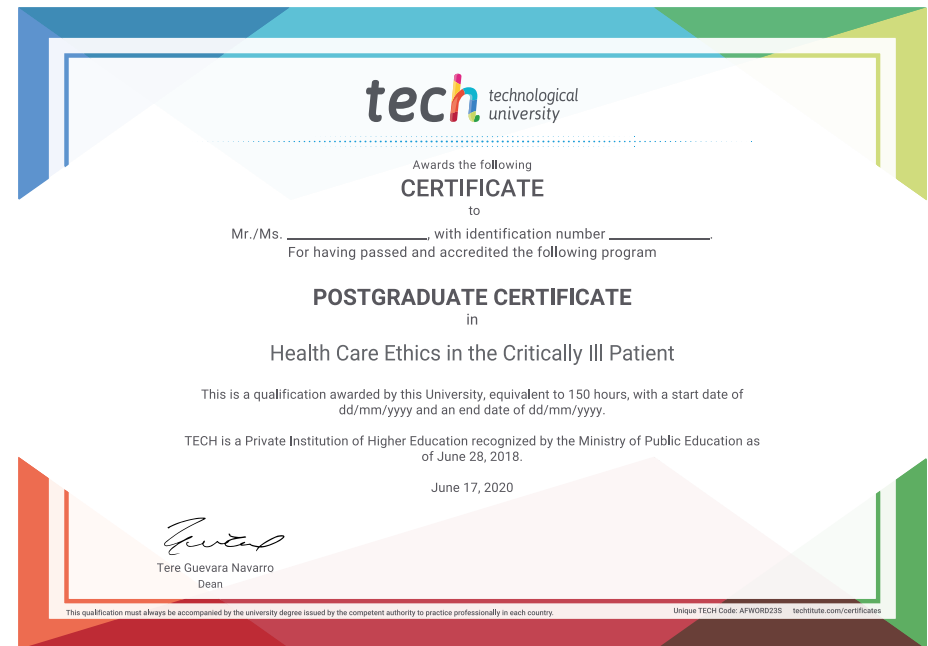 tech technological
university
Awards the following
CERTIFICATE
to
Mr./Ms. ____________________, with identification number ______________.
For having passed and accredited the following program
POSTGRADUATE CERTIFICATE
in
Health Care Ethics in the Critically Ill Patient
This is a qualification awarded by this University, equivalent to 150 hours, with a start date of
dd/mm/yyyy and an end date of dd/mm/yyyy.
TECH is a Private Institution of Higher Education recognized by the Ministry of Public Education as
of June 28, 2018.
June 17, 2020
Tere Guevara Navarro
Dean
This qualification must always be accompanied by the university degree issued by the competent authority to practice professionally in each country.
Unique TECH Code: AFWORD23S techtitute.com/certificates